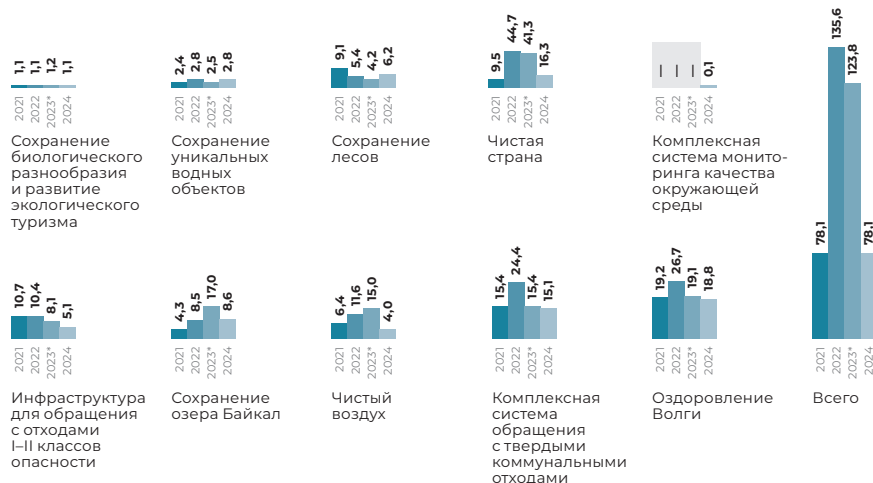 1,1 1,1 1,2 1,1
2021 2022 2023* 2024
Сохранение
биологического
разнообразия
и развитие
экологического
туризма
2,4 2,8 2,5 2,8
2021 2022 2023* 2024
Сохранение
уникальных
водных
объектов
9,1 5,4 4,2 6,2
2021 2022 2023* 2024
Сохранение
лесов
9,5 44,7 41,3 16,3
2021 2022 2023* 2024
Чистая
страна
— — — 0,1
2021 2022 2023* 2024
Комплексная
система монито-
ринга качества
окружающей
среды
10,7 10,4 8,1 5,1
2021 2022 2023* 2024
Инфраструктура
для обращения
с отходами
I–II классов
опасности
4,3 8,5 17,0 8,6
2021 2022 2023* 2024
Сохранение
озера Байкал
6,4 11,6 15,0 4,0
2021 2022 2023* 2024
Чистый
воздух
15,4 24,4 15,4 15,1
2021 2022 2023* 2024
Комплексная
система
обращения
с твердыми
коммунальными
отходами
19,2 26,7 19,1 18,8
2021 2022 2023* 2024
Оздоровление
Волги
78,1 135,6 123,8 78,1
2021 2022 2023* 2024
Всего